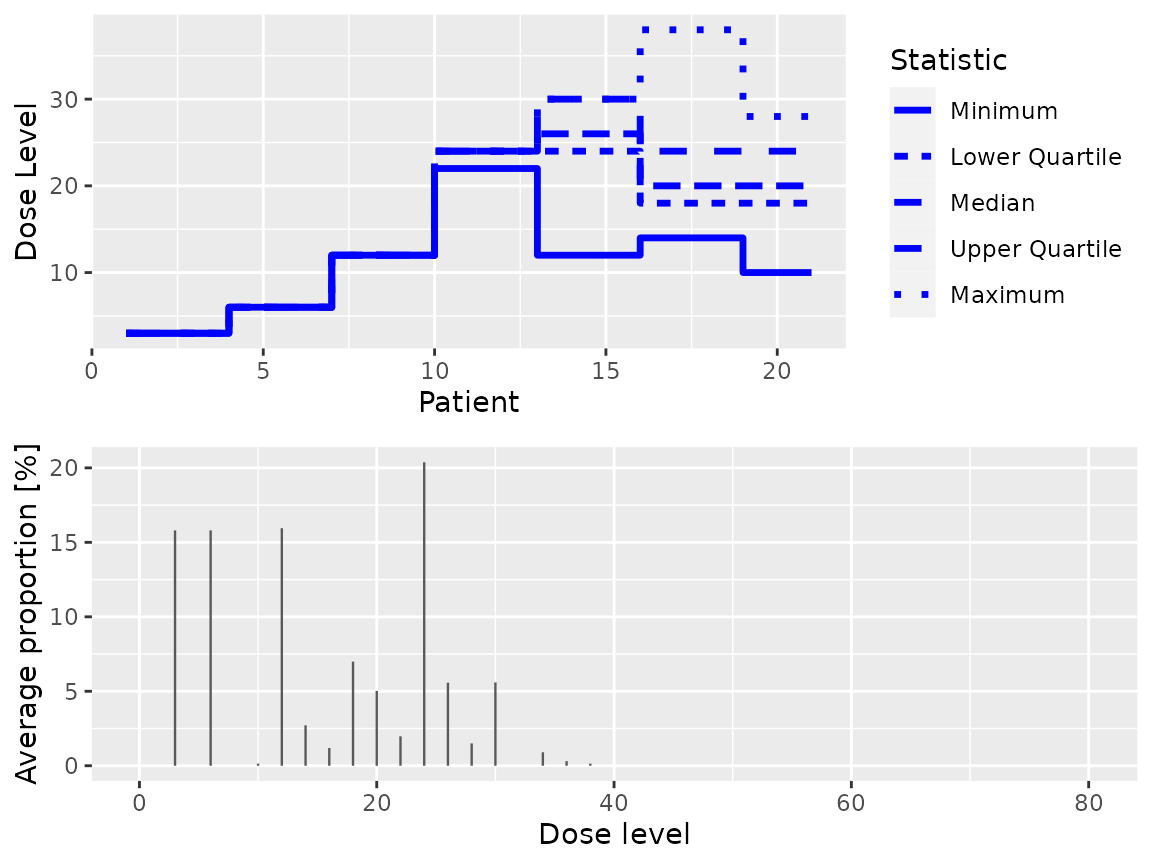 Dose Level
30
20
10
0 5 10 15 20
Patient
Statistic
Minimum
Lower Quartile
Median
Upper Quartile
Maximum
Average proportion [%]
20
15
10
5
0
0 20 40 60 80
Dose level